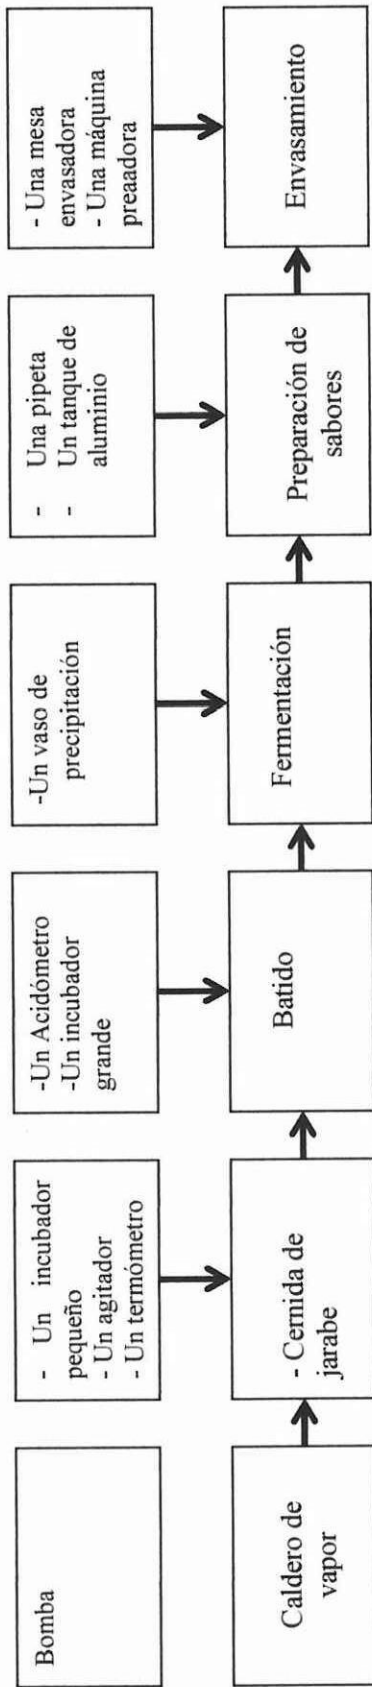 Bomba
- Un incubador
pequeño
- Un agitador
- Un termómetro
-Un Acidómetro
-Un incubador
grande
-Un vaso de
precipitación
- Una pipeta
- Un tanque de
aluminio
- Una mesa
envasadora
- Una máquina
preaadora
Caldero de
vapor
- Cernida de
jarabe
Batido
Fermentación
Preparación de
sabores
Envasamiento